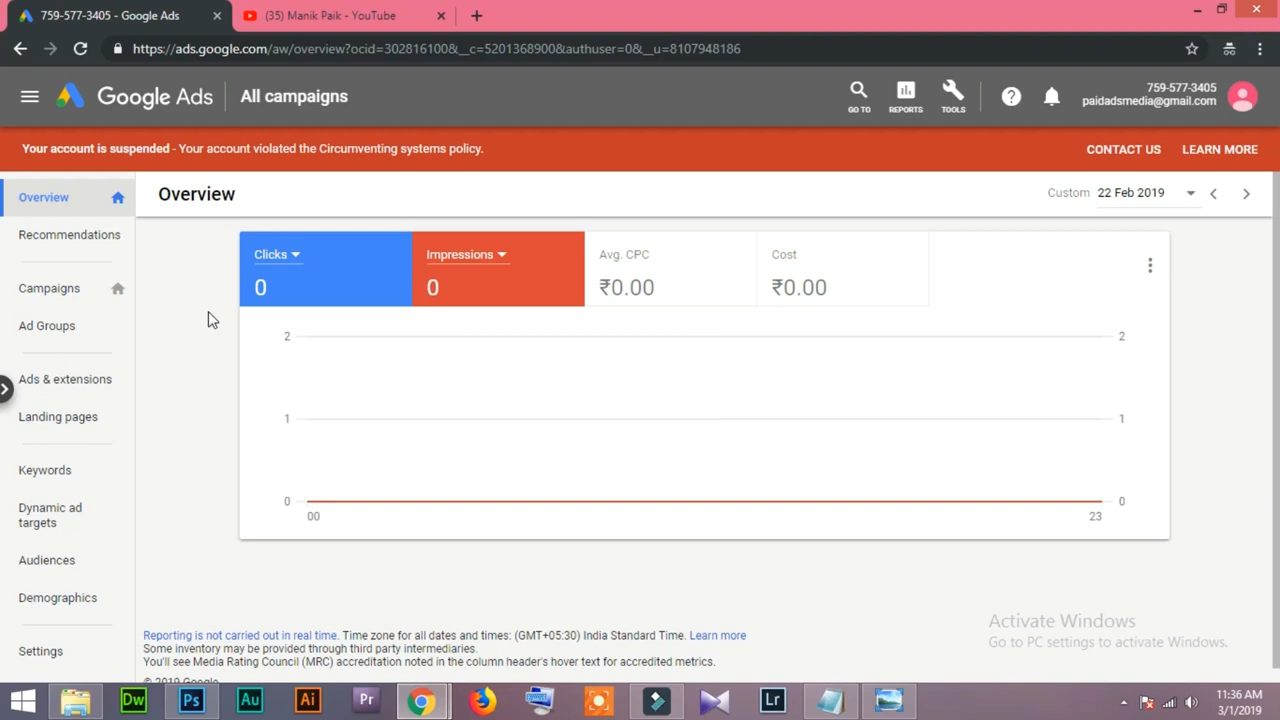 759-577-3405 - Google Ads
(35) Manik Paik - YouTube
https://ads.google.com/aw/overview?ocid=302816100&__c=5201368900&authuser=0&__u=8107948186
Google Ads
All campaigns
GO TO
REPORTS
TOOLS
759-577-3405
paidadsmedia@gmail.com
Your account is suspended - Your account violated the Circumventing systems policy.
CONTACT US
LEARN MORE
Overview
Recommendations
Campaigns
Ad Groups
Ads & extensions
Landing pages
Keywords
Dynamic ad
targets
Audiences
Demographics
Settings
Overview
Custom 22 Feb 2019
Clicks
0
Impressions
0
Avg. CPC
₹0.00
Cost
₹0.00
2 2
1 1
0 0
00 23
Reporting is not carried out in real time. Time zone for all dates and times: (GMT+05:30) India Standard Time. Learn more
Some inventory may be provided through third party intermediaries.
You'll see Media Rating Council (MRC) accreditation noted in the column header's hover text for accredited metrics.
© 2019 Google
Activate Windows
Go to PC settings to activate Windows.
Dw
Ps
Au
Ai
Pr
Lr
11:36 AM
3/1/2019